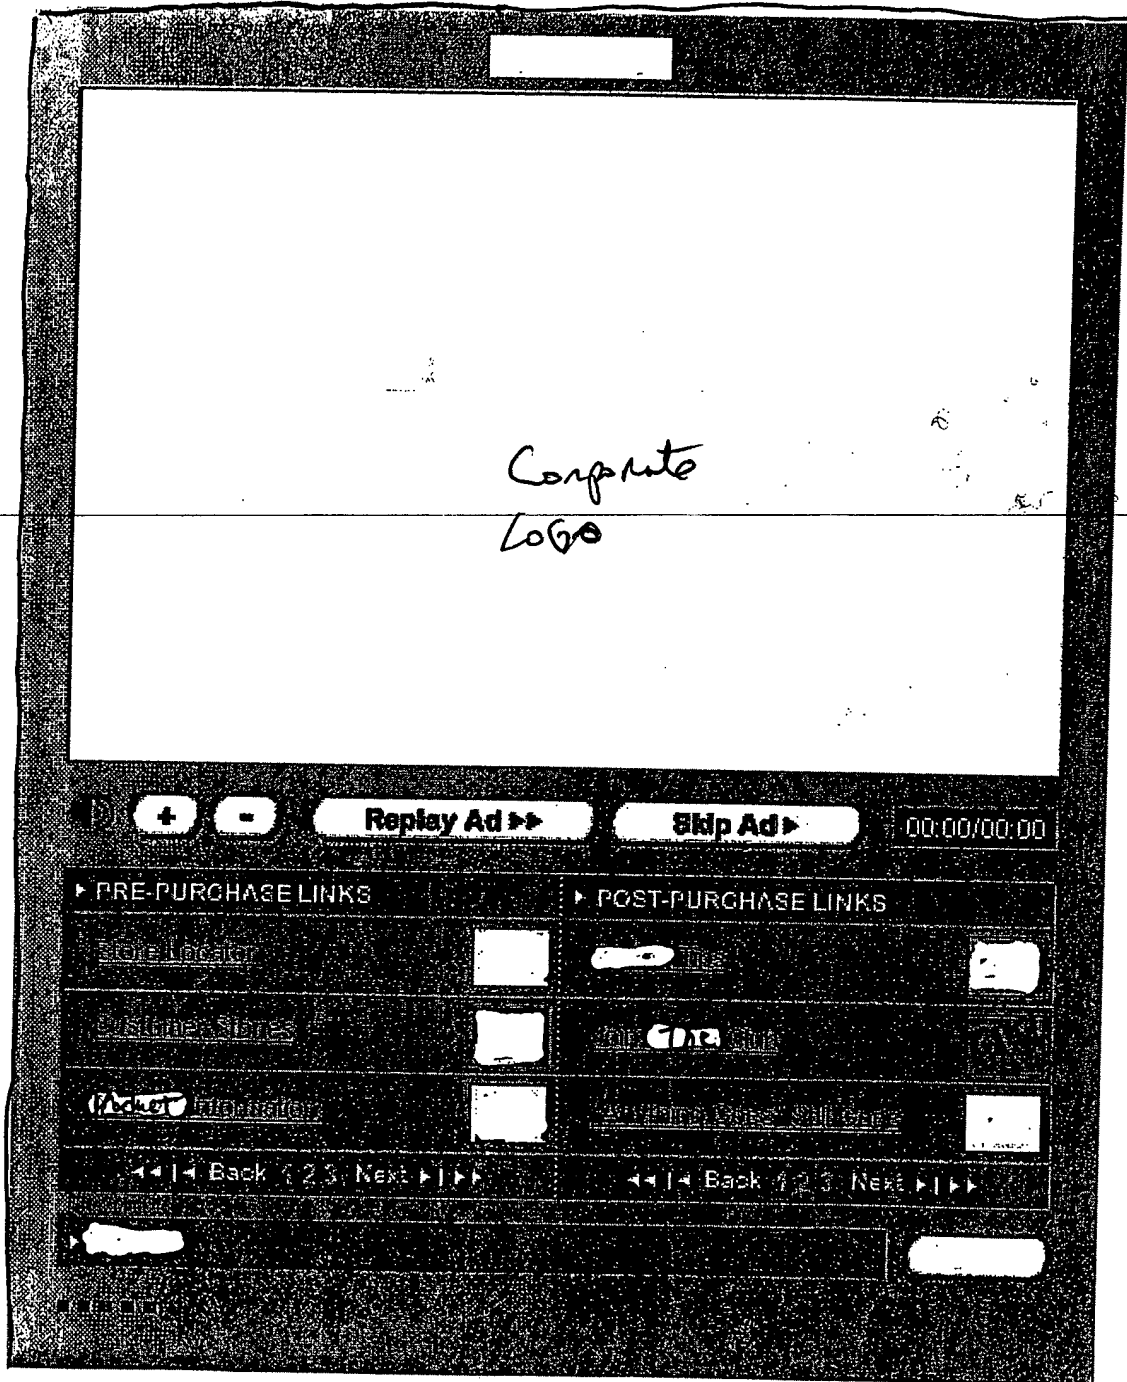 Corporate
LOGO
+ - Replay Ad ▶▶ Skip Ad ▶ 00:00/00:00
▶ PRE-PURCHASE LINKS
Store Locator
Customer Stories
Product Information
◀◀ |◀ Back 1 2 3 Next ▶| ▶▶
▶ POST-PURCHASE LINKS
◀◀ |◀ Back 1 2 3 Next ▶| ▶▶